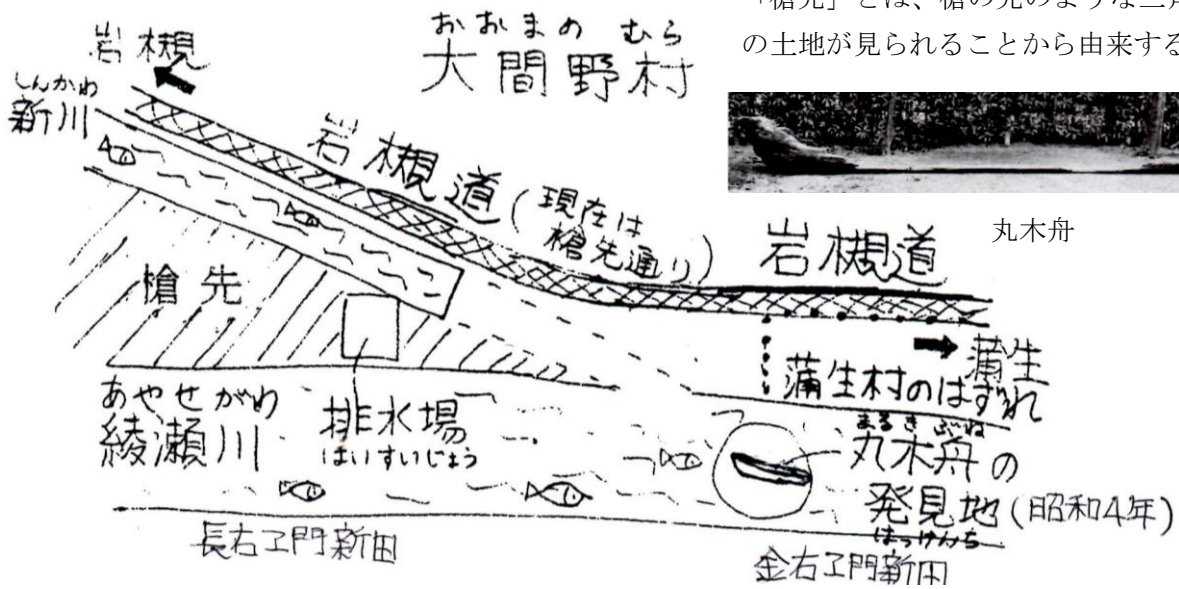 「槍先」とは、槍の先のような三角
の土地が見られることから由来する
丸木舟
おおまめ むら
大間野村
岩槻
しんかわ
新川
岩槻道(現在は
槍先通り)
岩槻道
槍先
蒲生
蒲生村のはずれ
あやせがわ
綾瀬川
排水場
はいすいじょう
まるきぶね
丸木舟の
発見地(昭和4年)
はっけんち
長右エ門新田
金右エ門新田